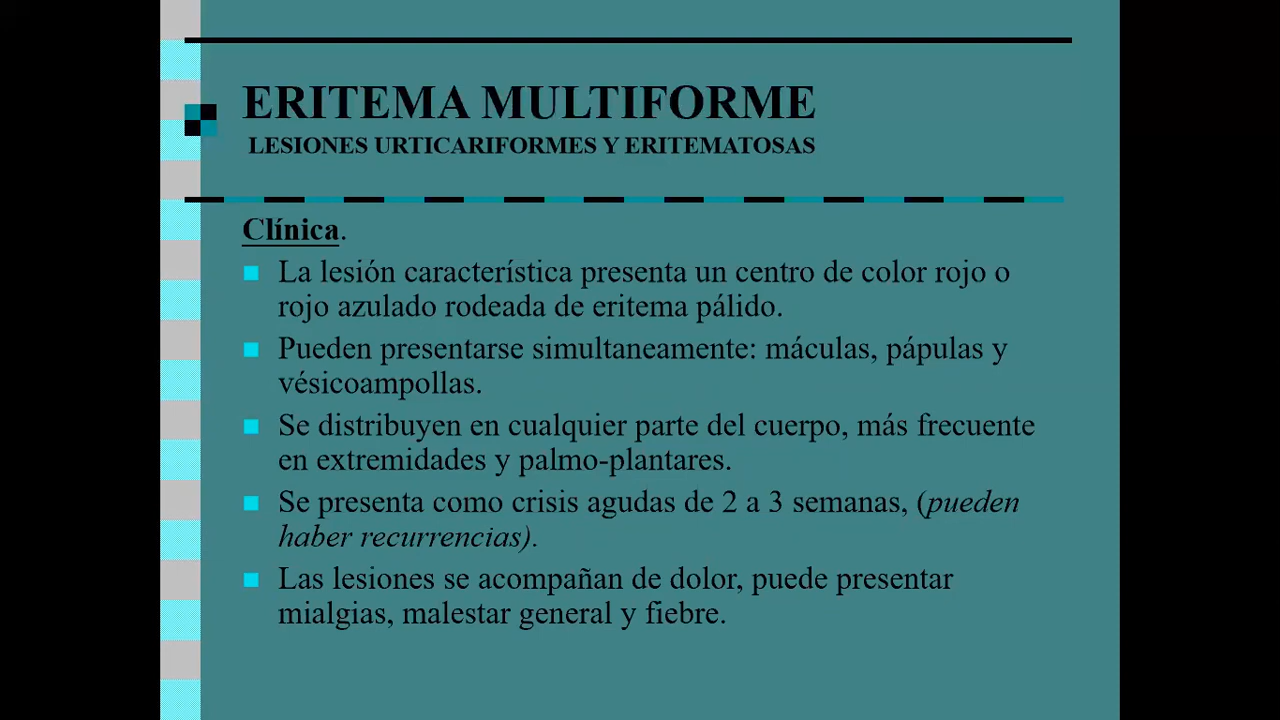 ERITEMA MULTIFORME
LESIONES URTICARIFORMES Y ERITEMATOSAS
Clínica.
La lesión característica presenta un centro de color rojo o
rojo azulado rodeada de eritema pálido.
Pueden presentarse simultaneamente: máculas, pápulas y
vésicoampollas.
Se distribuyen en cualquier parte del cuerpo, más frecuente
en extremidades y palmo-plantares.
Se presenta como crisis agudas de 2 a 3 semanas, (pueden
haber recurrencias).
Las lesiones se acompañan de dolor, puede presentar
mialgias, malestar general y fiebre.